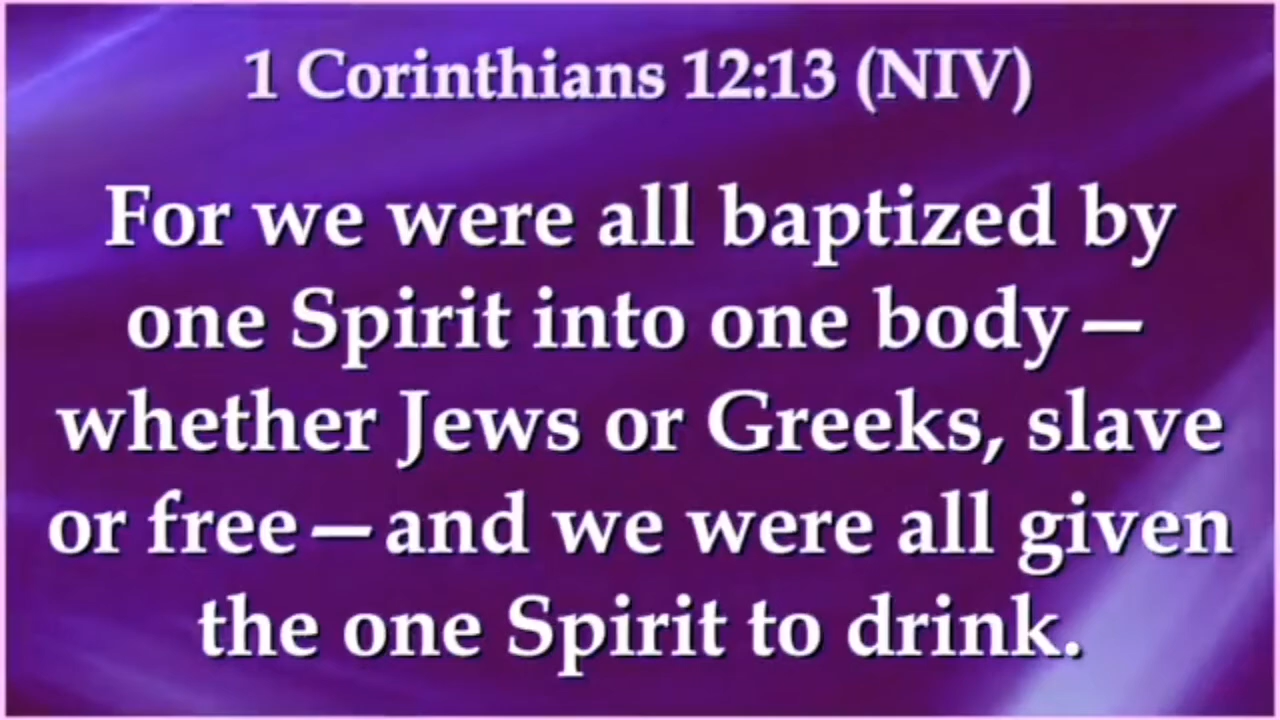 1 Corinthians 12:13 (NIV)
For we were all baptized by
one Spirit into one body—
whether Jews or Greeks, slave
or free—and we were all given
the one Spirit to drink.